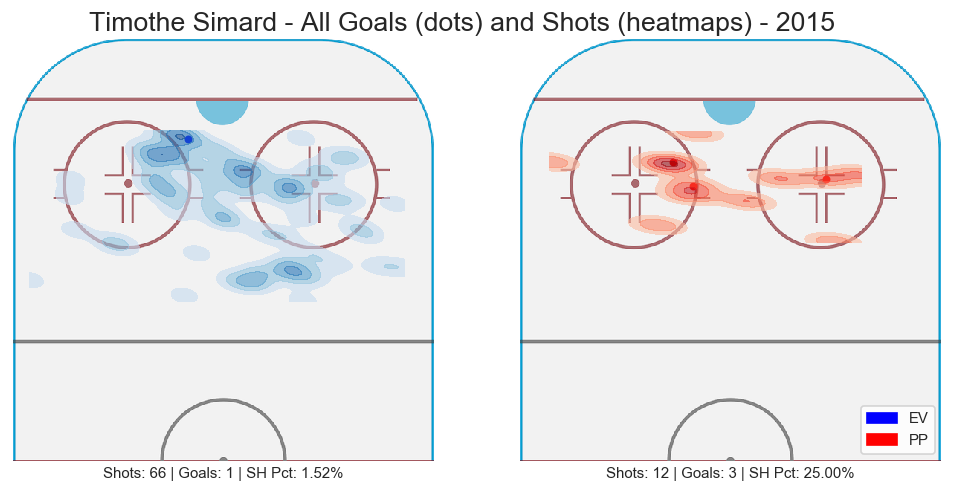 Timothe Simard - All Goals (dots) and Shots (heatmaps) - 2015
EV
PP
Shots: 66 | Goals: 1 | SH Pct: 1.52%
Shots: 12 | Goals: 3 | SH Pct: 25.00%